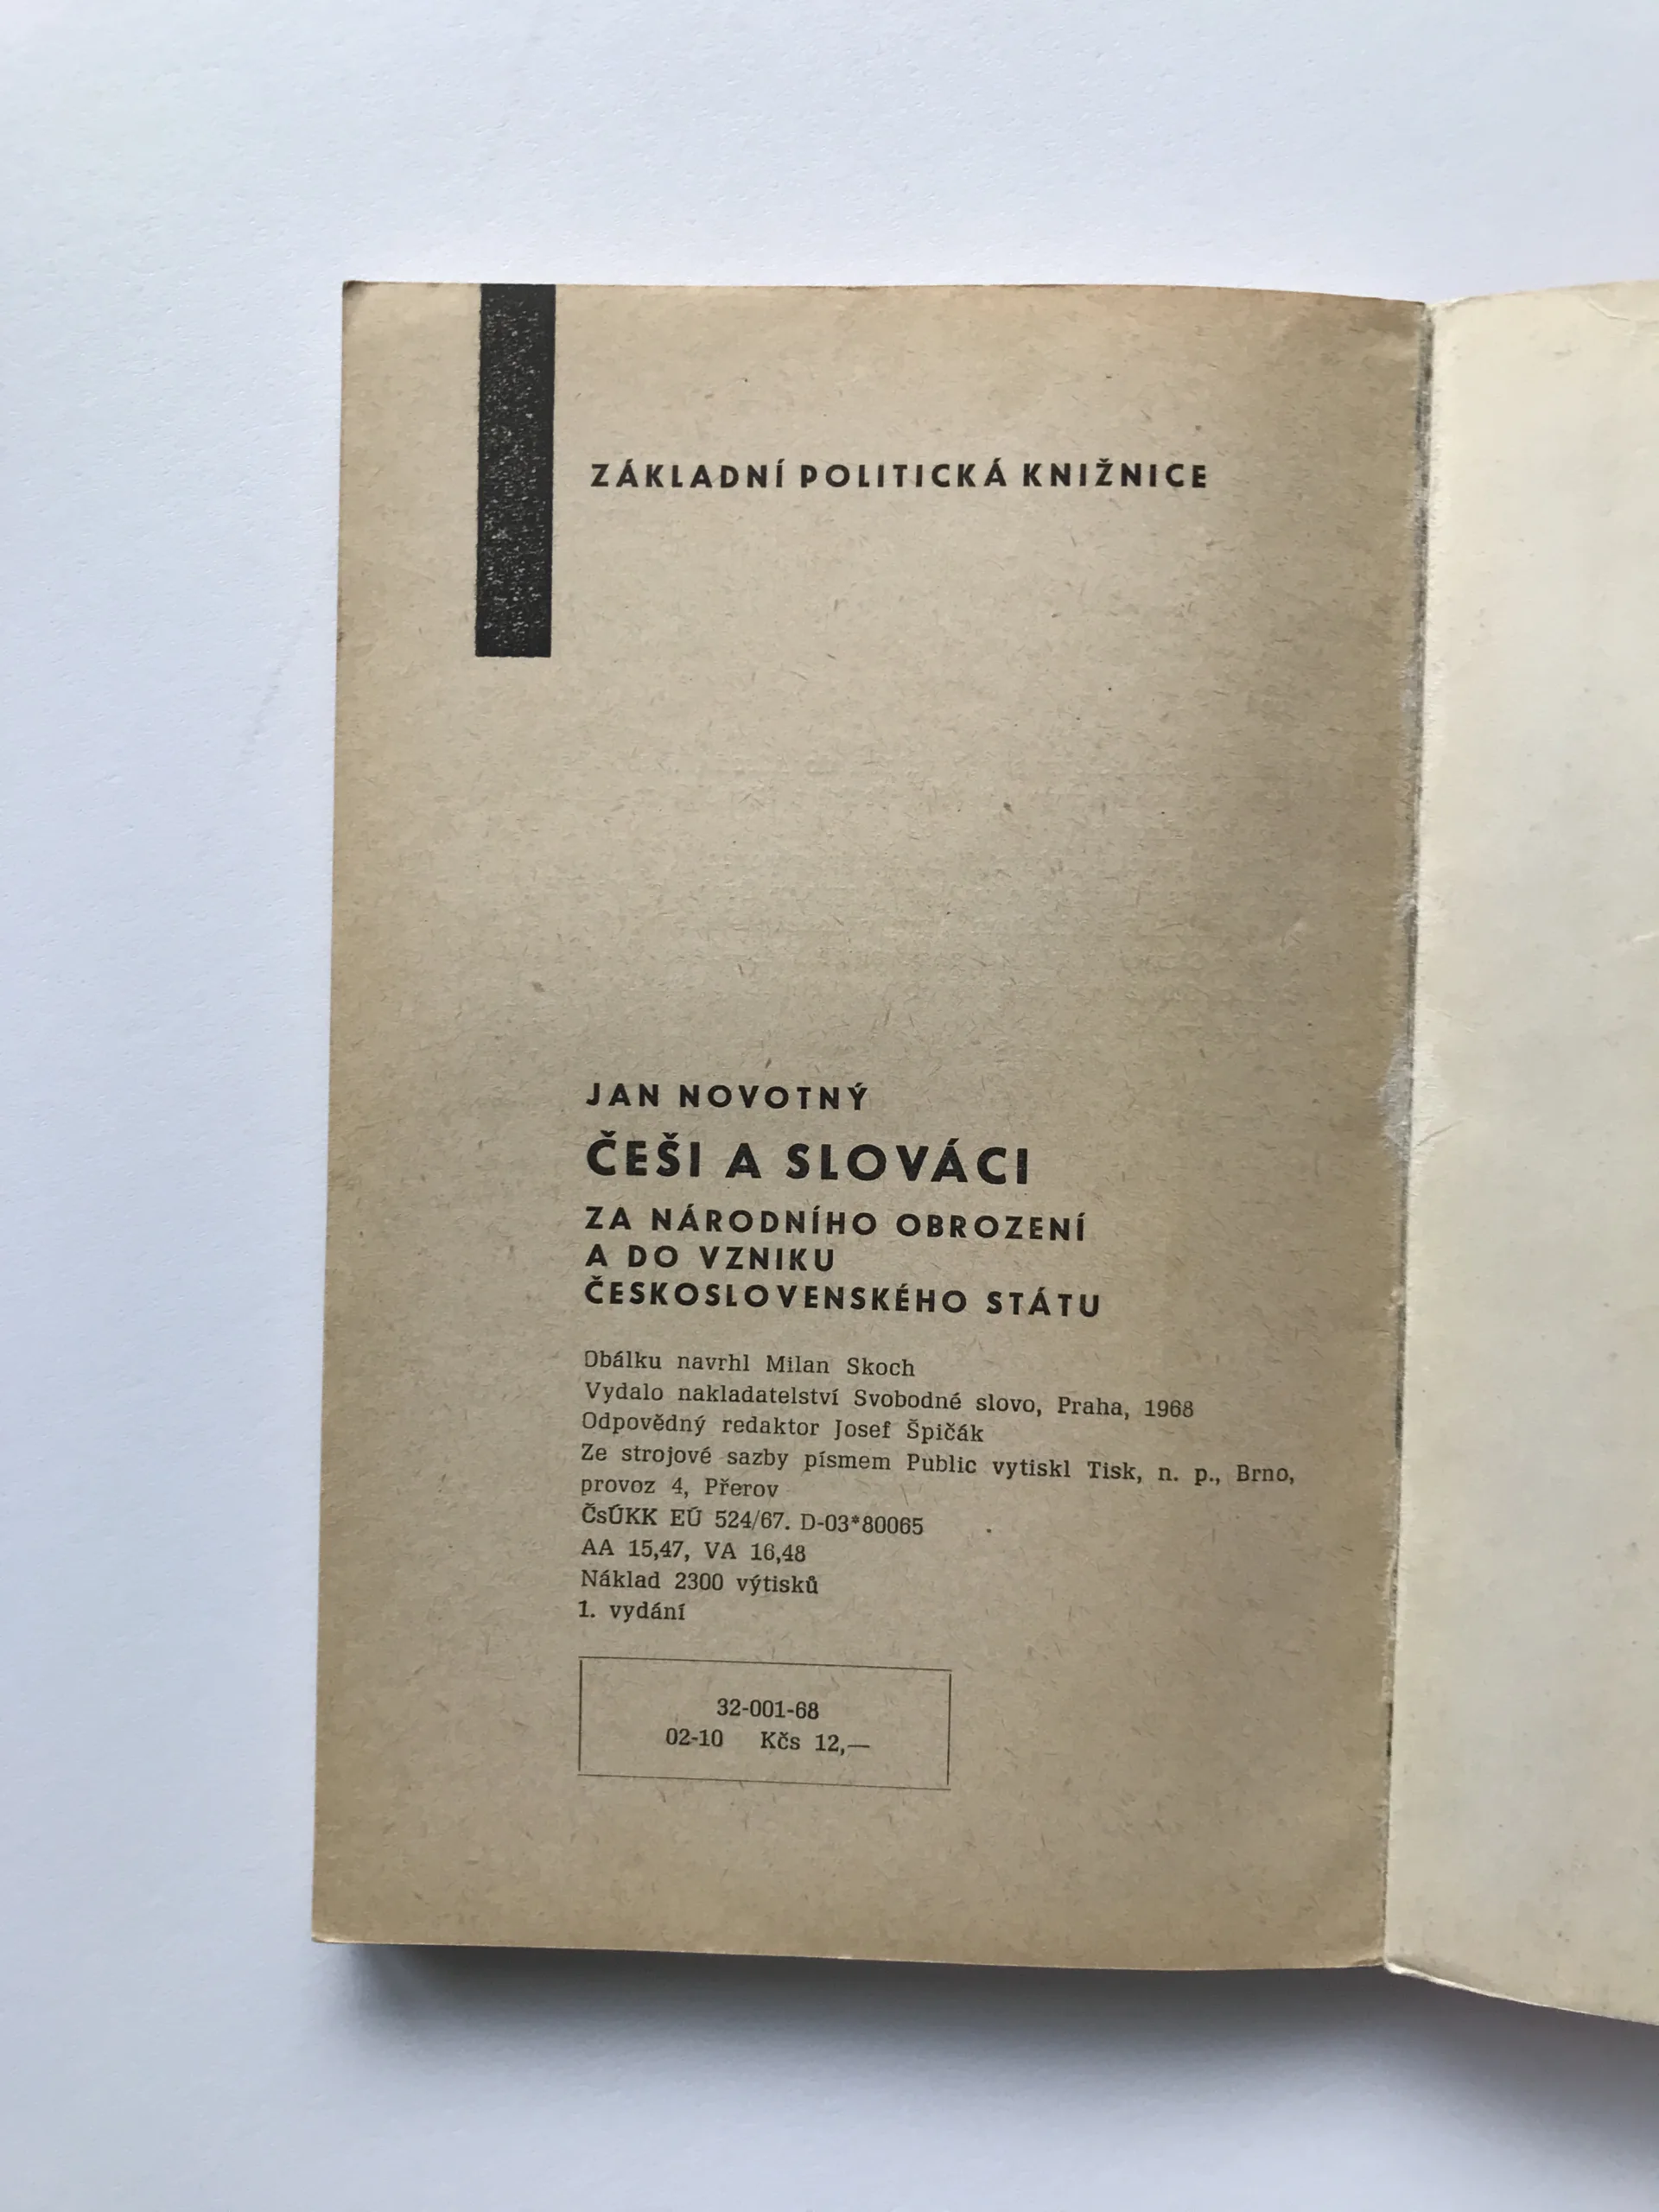 ZÁKLADNÍ POLITICKÁ KNIŽNICE
JAN NOVOTNÝ
ČEŠI A SLOVÁCI
ZA NÁRODNÍHO OBROZENÍ
A DO VZNIKU
ČESKOSLOVENSKÉHO STÁTU
Obálku navrhl Milan Skoch
Vydalo nakladatelství Svobodné slovo, Praha, 1968
Odpovědný redaktor Josef Špičák
Ze strojové sazby písmem Public vytiskl Tisk, n. p., Brno,
provoz 4, Přerov
ČsÚKK EÚ 524/67. D-03*80065
AA 15,47, VA 16,48
Náklad 2300 výtisků
1. vydání
32-001-68
02-10 Kčs 12,—